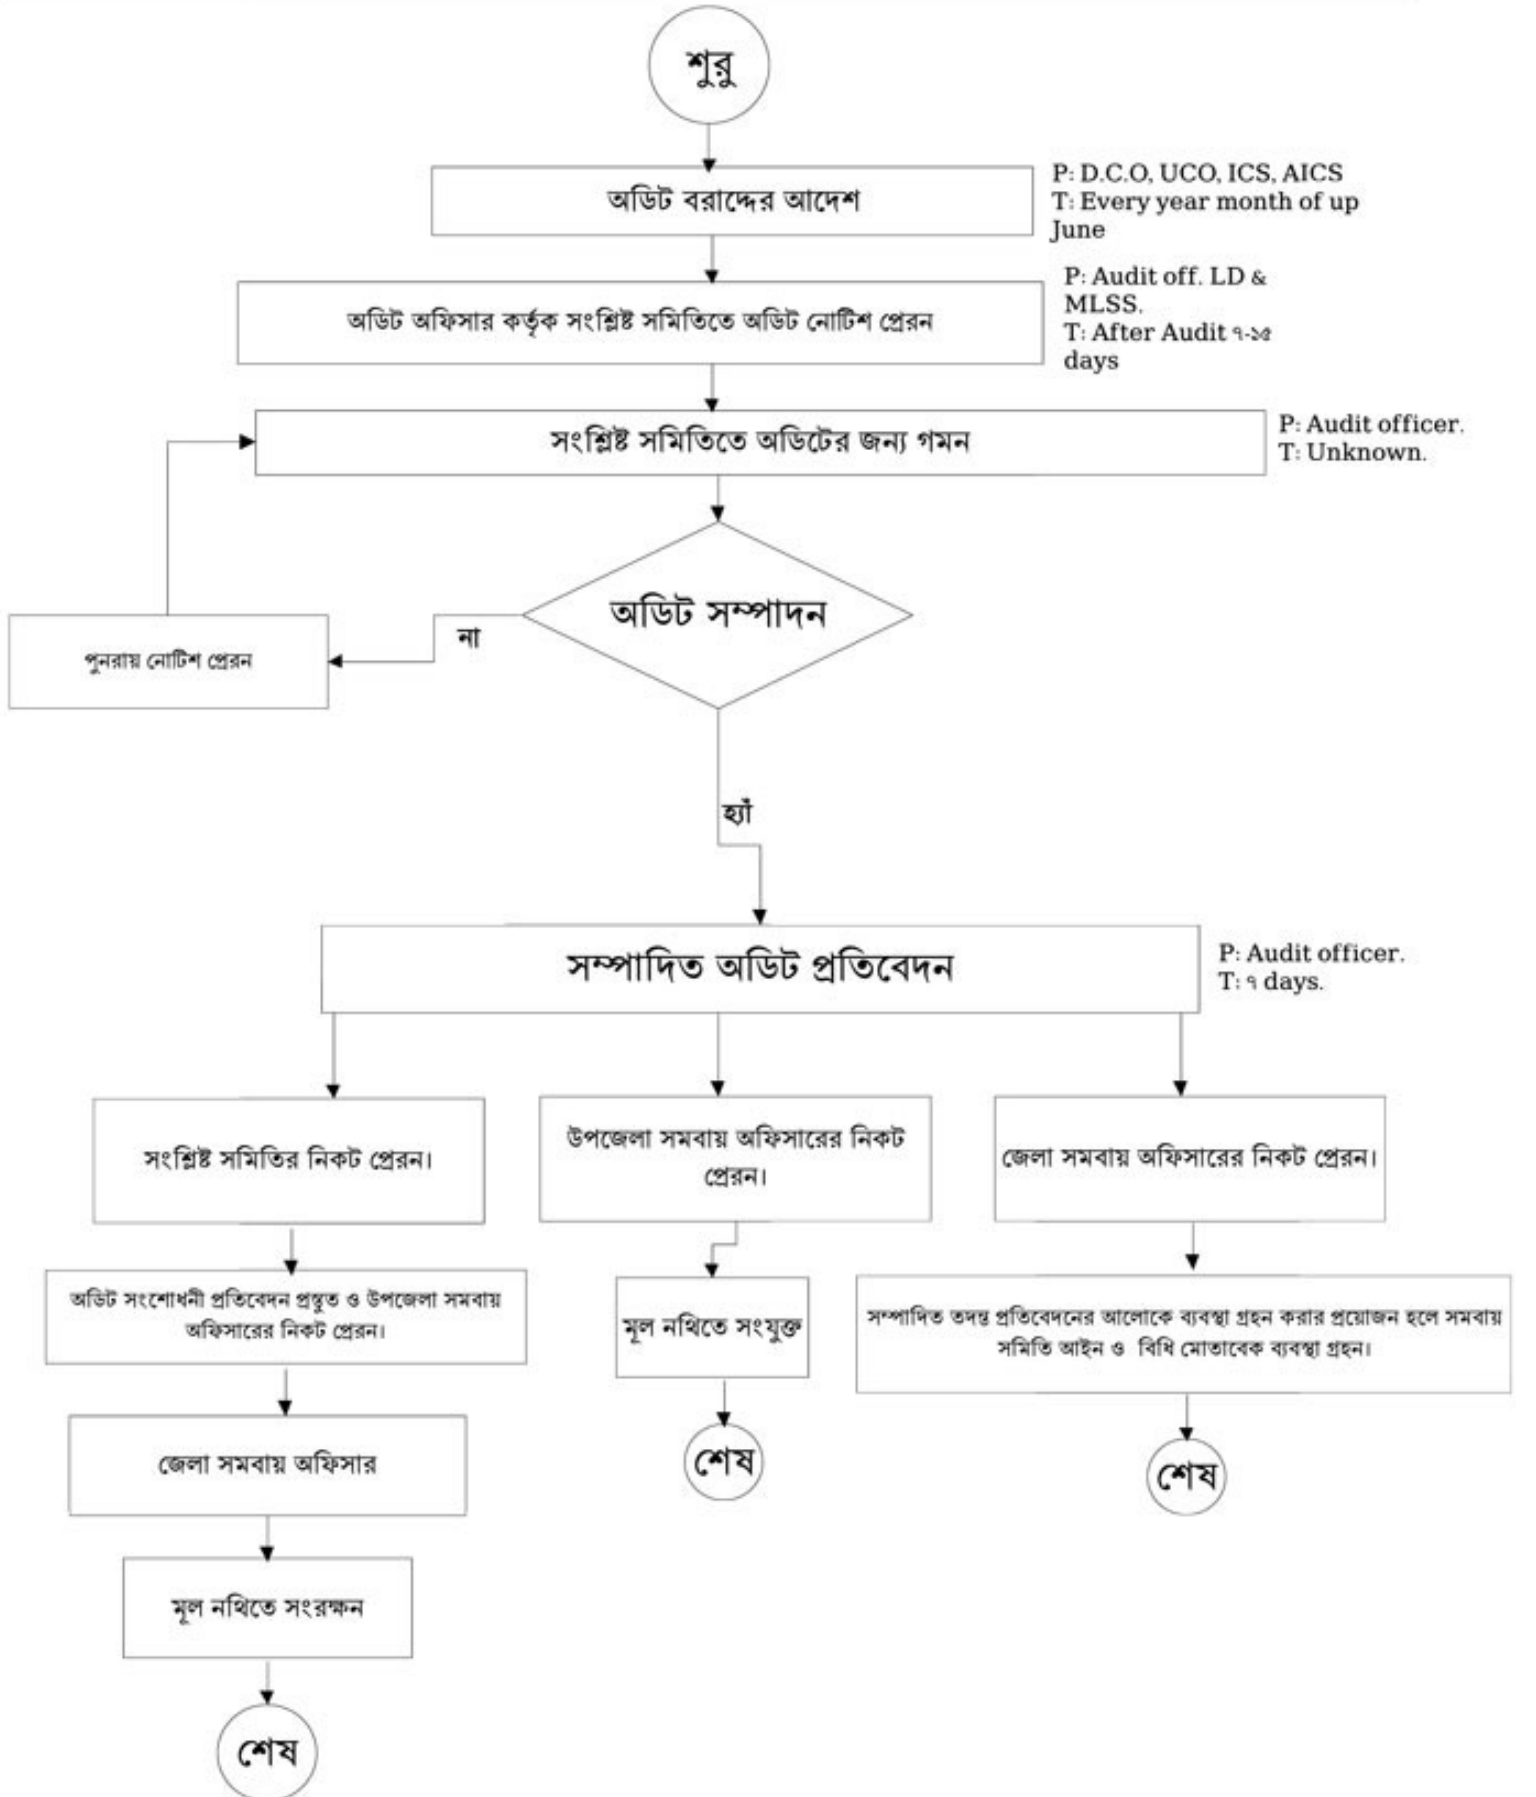 শুরু
অডিট বরাদ্দের আদেশ
P: D.C.O, UCO, ICS, AICS
T: Every year month of up
June
অডিট অফিসার কর্তৃক সংশ্লিষ্ট সমিতিতে অডিট নোটিশ প্রেরন
P: Audit off. LD &
MLSS.
T: After Audit ৭-১৫
days
সংশ্লিষ্ট সমিতিতে অডিটের জন্য গমন
P: Audit officer.
T: Unknown.
অডিট সম্পাদন
না
পুনরায় নোটিশ প্রেরন
হ্যাঁ
সম্পাদিত অডিট প্রতিবেদন
P: Audit officer.
T: ৭ days.
সংশ্লিষ্ট সমিতির নিকট প্রেরন।
উপজেলা সমবায় অফিসারের নিকট
প্রেরন।
জেলা সমবায় অফিসারের নিকট প্রেরন।
অডিট সংশোধনী প্রতিবেদন প্রস্তুত ও উপজেলা সমবায়
অফিসারের নিকট প্রেরন।
মূল নথিতে সংযুক্ত
সম্পাদিত তদন্ত প্রতিবেদনের আলোকে ব্যবস্থা গ্রহন করার প্রয়োজন হলে সমবায়
সমিতি আইন ও বিধি মোতাবেক ব্যবস্থা গ্রহন।
জেলা সমবায় অফিসার
শেষ
শেষ
মূল নথিতে সংরক্ষন
শেষ